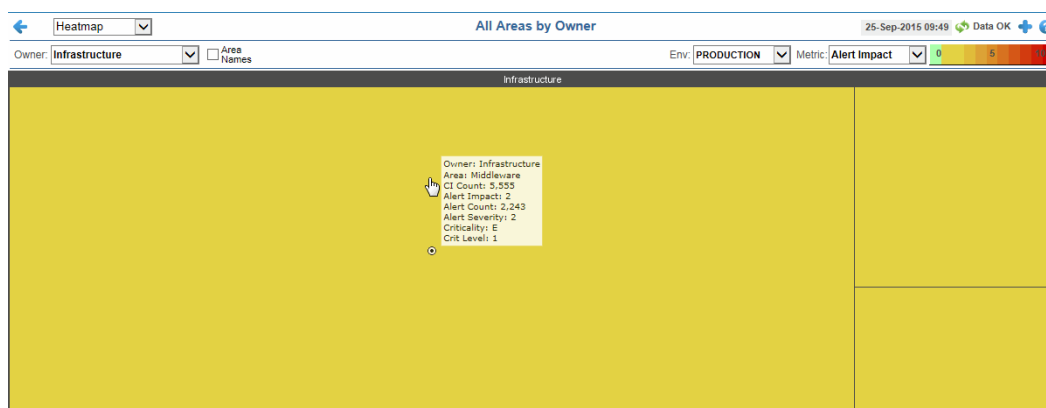 Heatmap
All Areas by Owner
25-Sep-2015 09:49 Data OK
Owner: Infrastructure
Area
Names
Env: PRODUCTION Metric: Alert Impact 0 5
Infrastructure
Owner: Infrastructure
Area: Middleware
CI Count: 5,555
Alert Impact: 2
Alert Count: 2,243
Alert Severity: 2
Criticality: E
Crit Level: 1